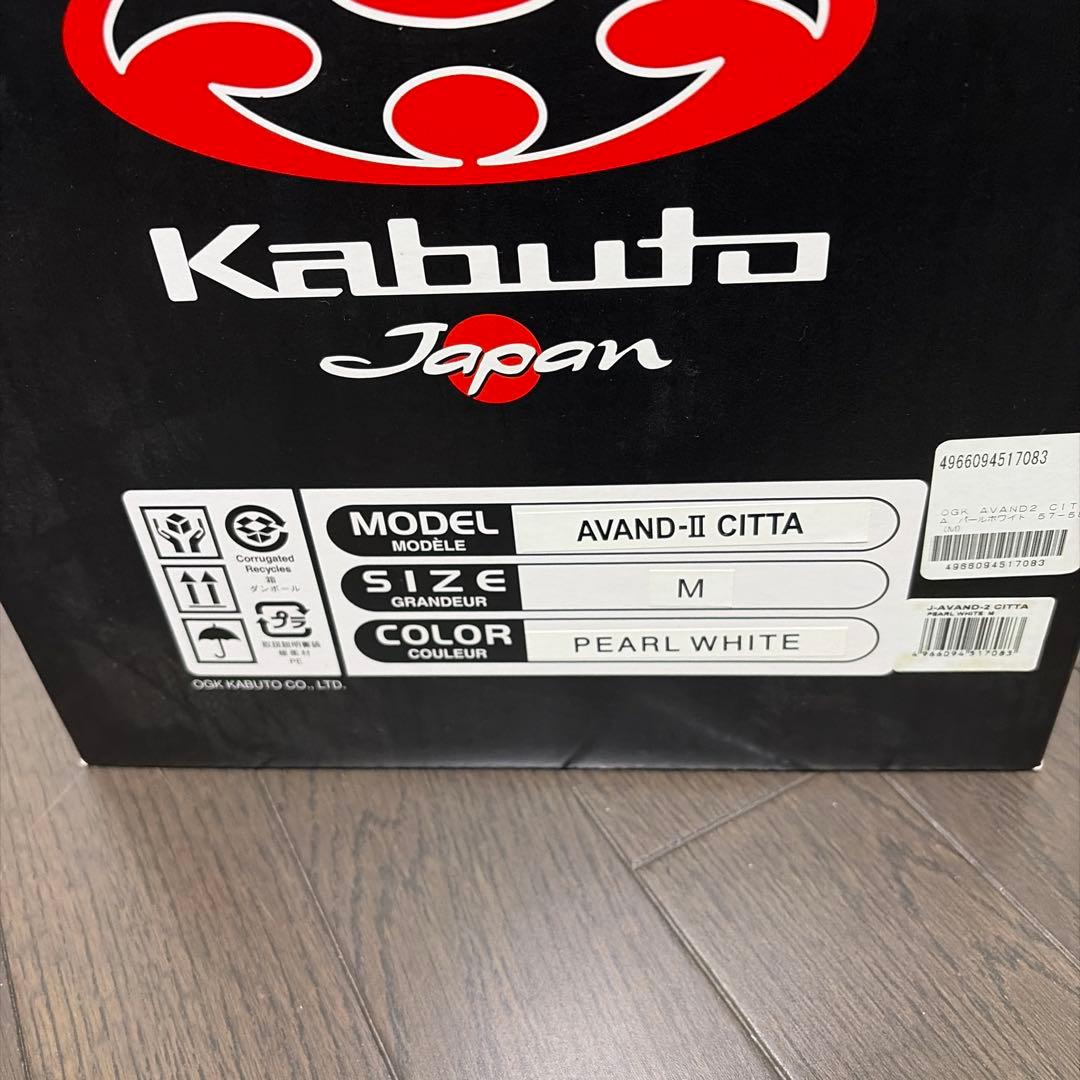 Kabuto
Japan
MODEL
MODÈLE
AVAND-Ⅱ CITTA
SIZE
GRANDEUR
M
COLOR
COULEUR
PEARL WHITE
Corrugated
Recycles
箱
ダンボール
プラ
取扱説明書袋
緩衝材
PE
OGK KABUTO CO., LTD.
4966094517083
OGK AVAND2 CIT
A パールホワイト 57-5
(M)
4966094517083
J-AVAND-2 CITTA
PEARL WHITE M
4966094517083